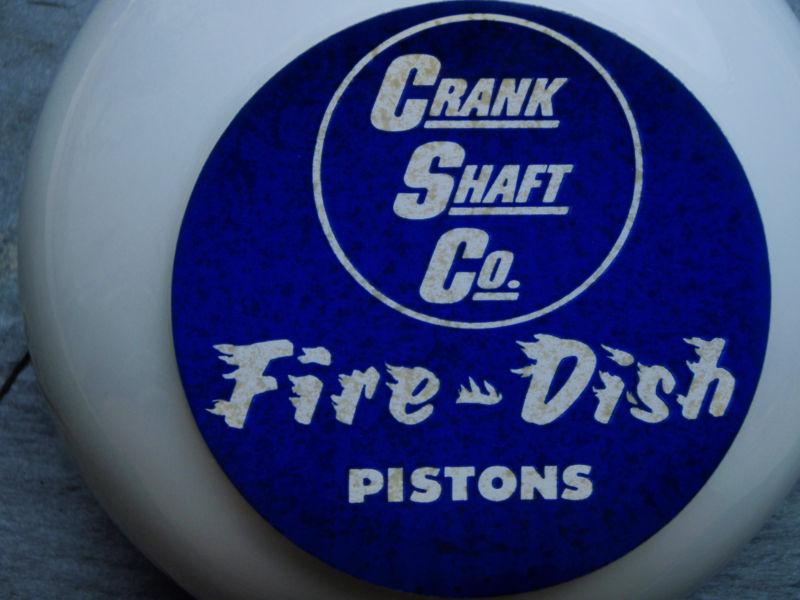 CRANK
SHAFT
CO.
Fire-Dish
PISTONS